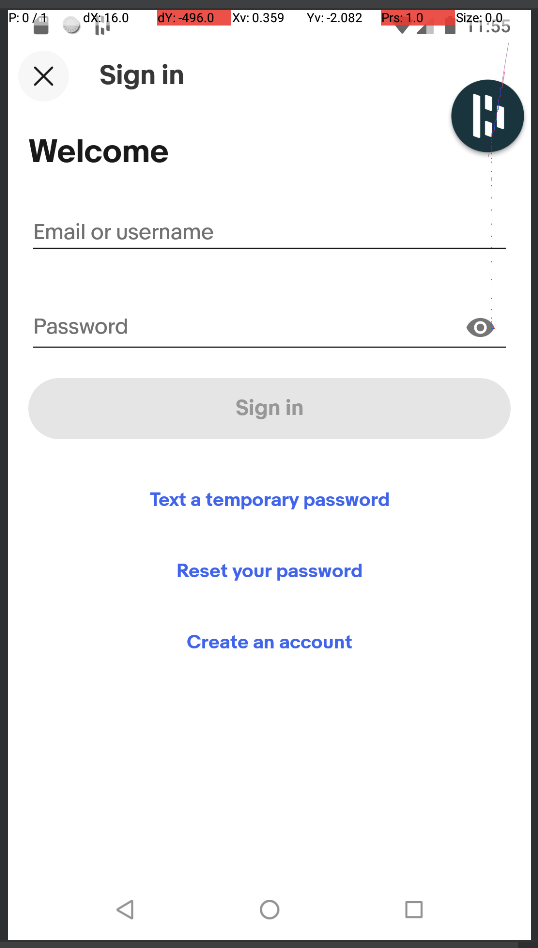 P: 0 / 1 dX: 16.0 dY: -496.0 Xv: 0.359 Yv: -2.082 Prs: 1.0 Size: 0.0
11:55
Sign in
Welcome
Email or username
Password
Sign in
Text a temporary password
Reset your password
Create an account